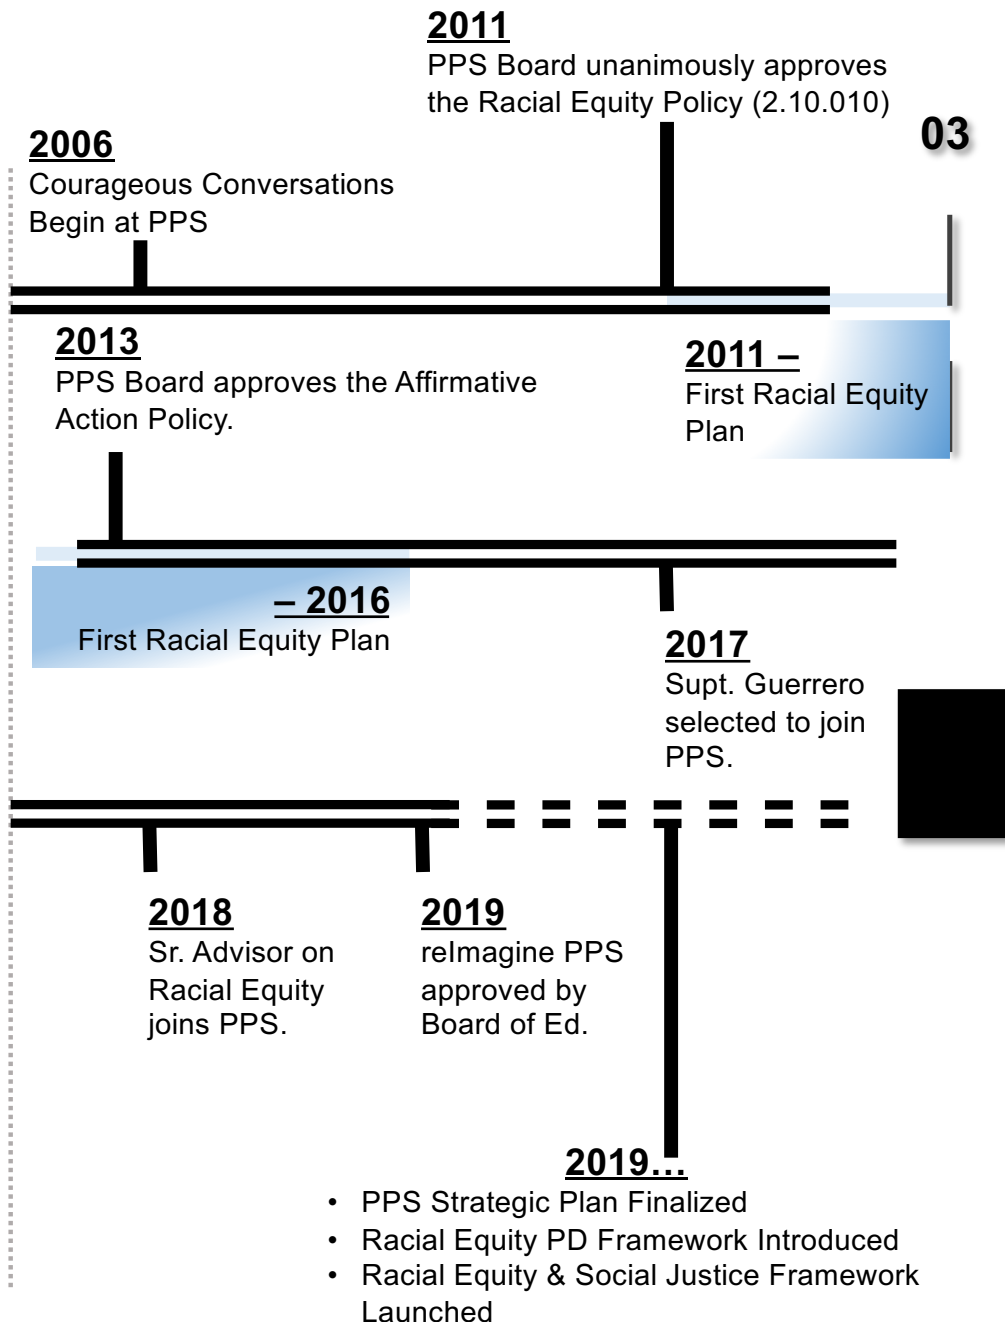 2011
PPS Board unanimously approves
the Racial Equity Policy (2.10.010)
03
2006
Courageous Conversations
Begin at PPS
2013
PPS Board approves the Affirmative
Action Policy.
2011 –
First Racial Equity
Plan
– 2016
First Racial Equity Plan
2017
Supt. Guerrero
selected to join
PPS.
2018
Sr. Advisor on
Racial Equity
joins PPS.
2019
reImagine PPS
approved by
Board of Ed.
2019...
• PPS Strategic Plan Finalized
• Racial Equity PD Framework Introduced
• Racial Equity & Social Justice Framework
Launched